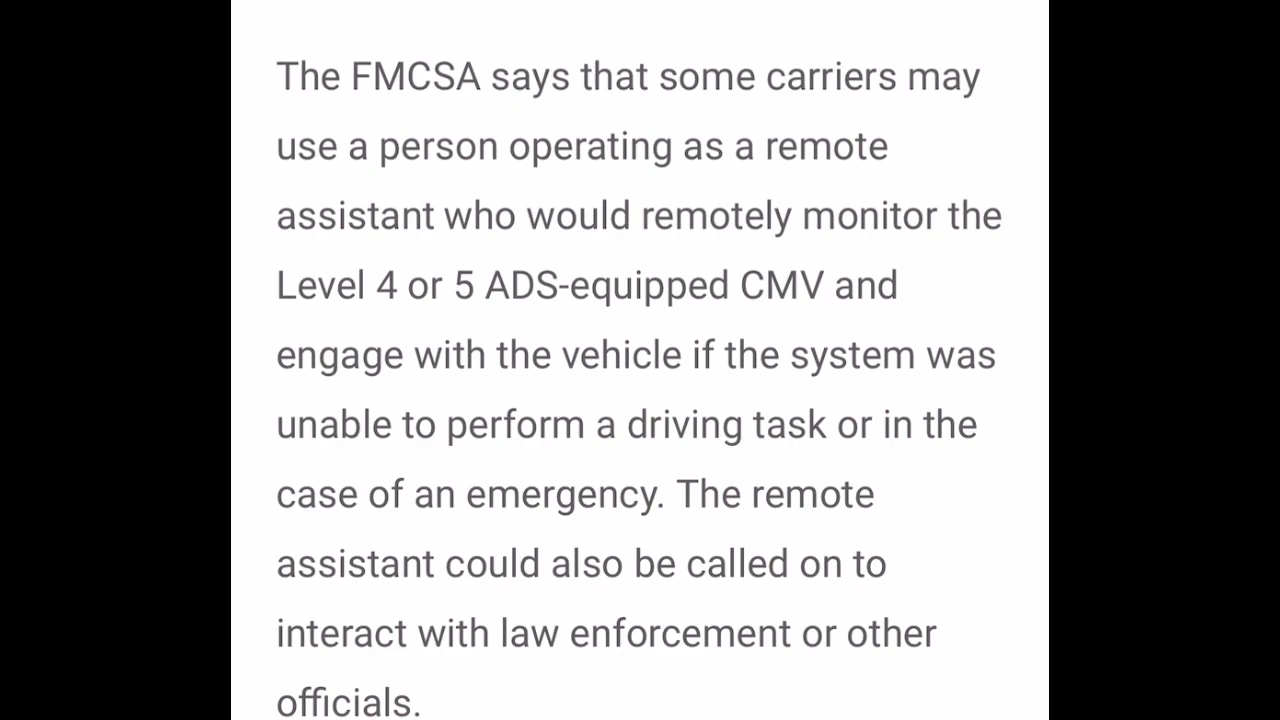 The FMCSA says that some carriers may
use a person operating as a remote
assistant who would remotely monitor the
Level 4 or 5 ADS-equipped CMV and
engage with the vehicle if the system was
unable to perform a driving task or in the
case of an emergency. The remote
assistant could also be called on to
interact with law enforcement or other
officials.